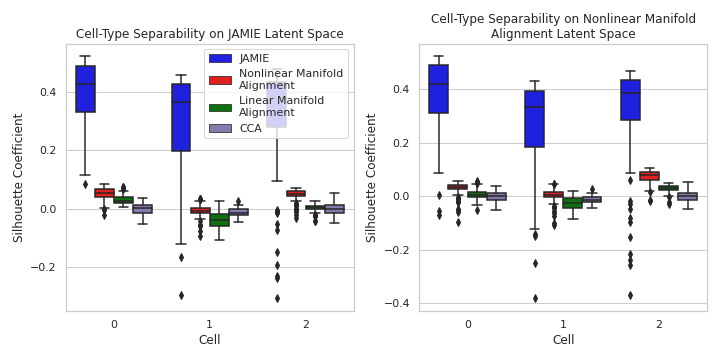 Cell-Type Separability on JAMIE Latent Space
Silhouette Coefficient
0.4
0.2
0.0
−0.2
0
1
2
Cell
JAMIE
Nonlinear Manifold
Alignment
Linear Manifold
Alignment
CCA
Cell-Type Separability on Nonlinear Manifold
Alignment Latent Space
Silhouette Coefficient
0.4
0.2
0.0
−0.2
−0.4
0
1
2
Cell